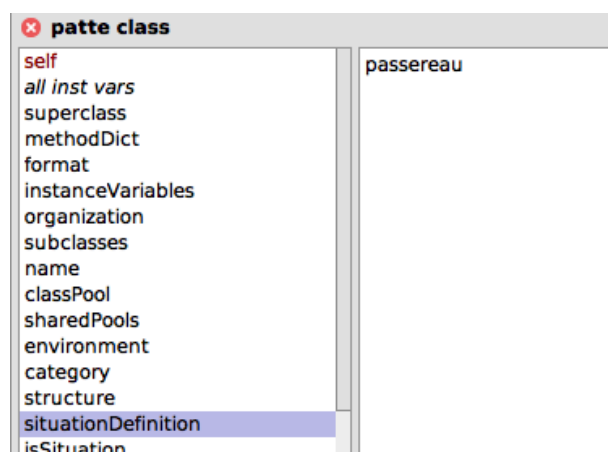 patte class
self
all inst vars
superclass
methodDict
format
instanceVariables
organization
subclasses
name
classPool
sharedPools
environment
category
structure
situationDefinition
isSituation
passereau